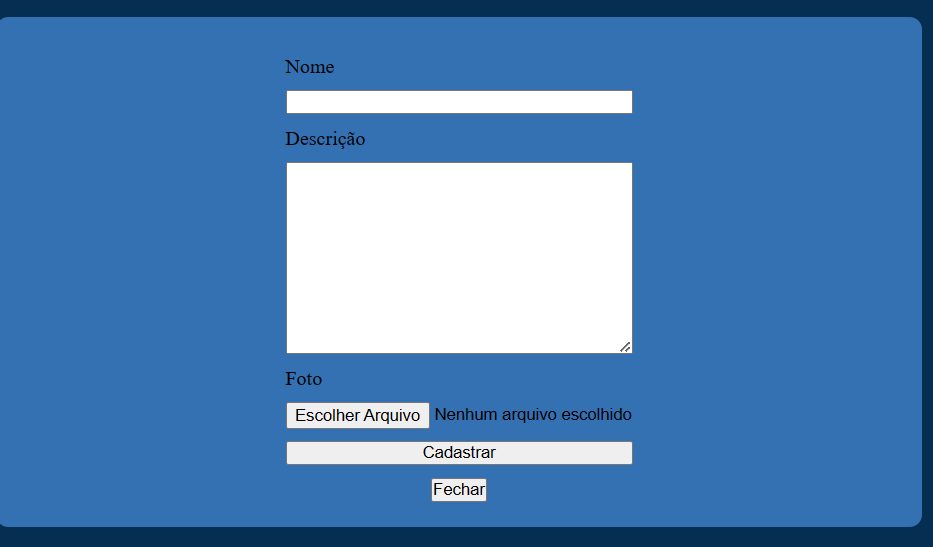 Nome
Descrição
Foto
Escolher Arquivo Nenhum arquivo escolhido
Cadastrar
Fechar